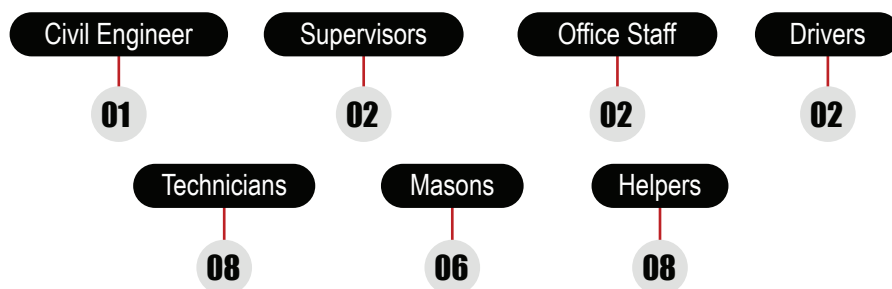 Civil Engineer Supervisors Office Staff Drivers
01 02 02 02
Technicians Masons Helpers
08 06 08